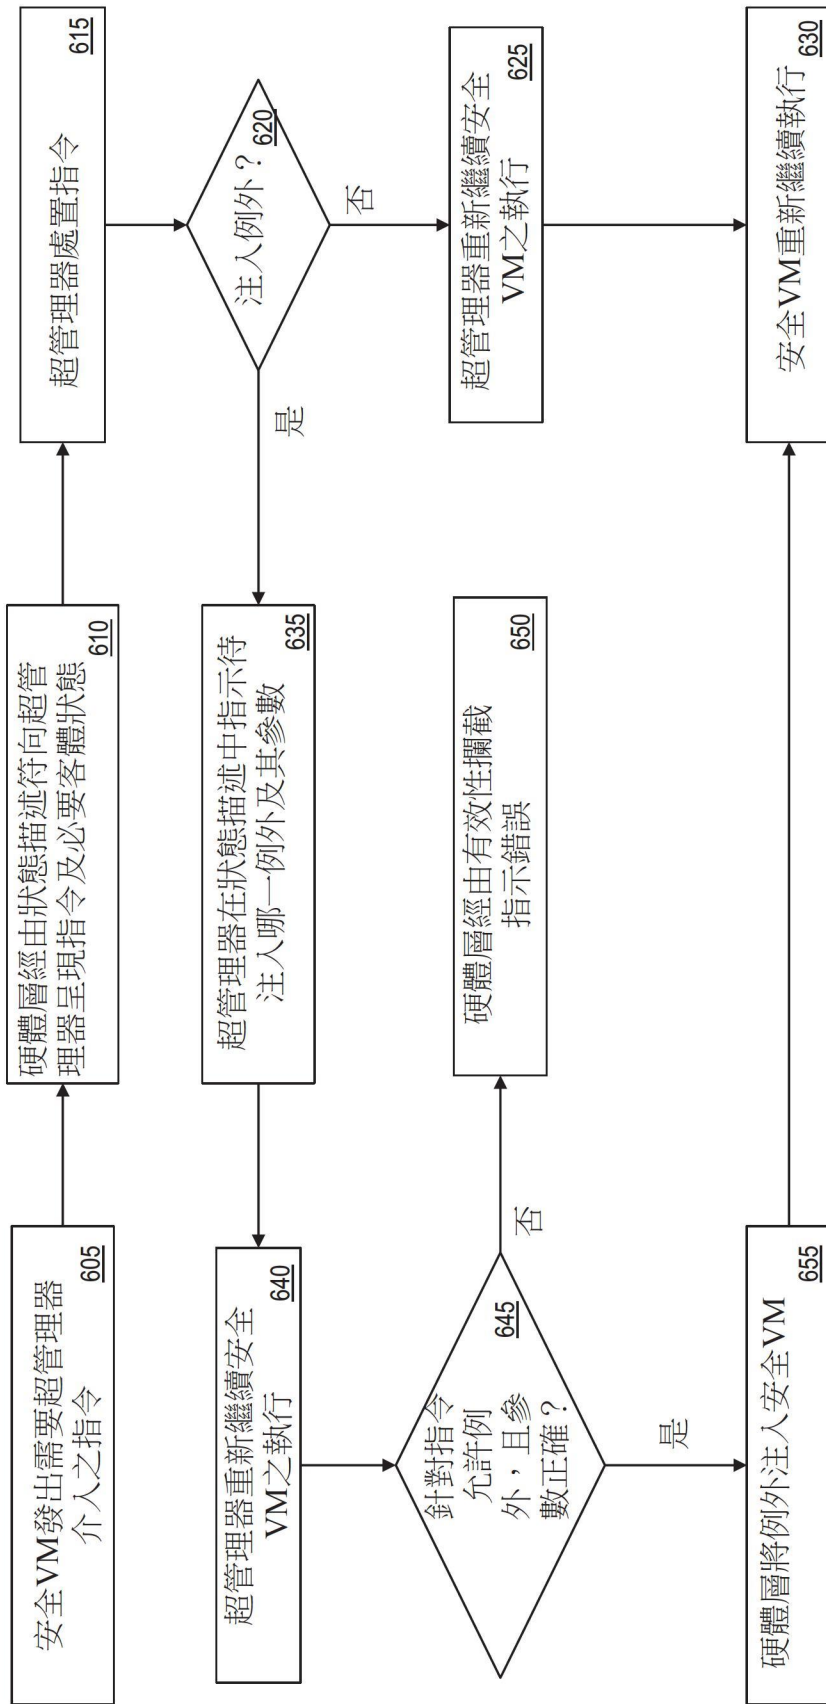 安全VM發出需要超管理器
介入之指令
605
硬體層經由狀態描述符向超管
理器呈現指令及必要客體狀態
610
超管理器處置指令
615
注入例外？
620
是
否
超管理器重新繼續安全
VM之執行
625
安全VM重新繼續執行
630
超管理器在狀態描述中指示待
注入哪一例外及其參數
635
超管理器重新繼續安全
VM之執行
640
針對指令
允許例
外，且參
數正確？
645
否
是
硬體層經由有效性攔截
指示錯誤
650
硬體層將例外注入安全VM
655